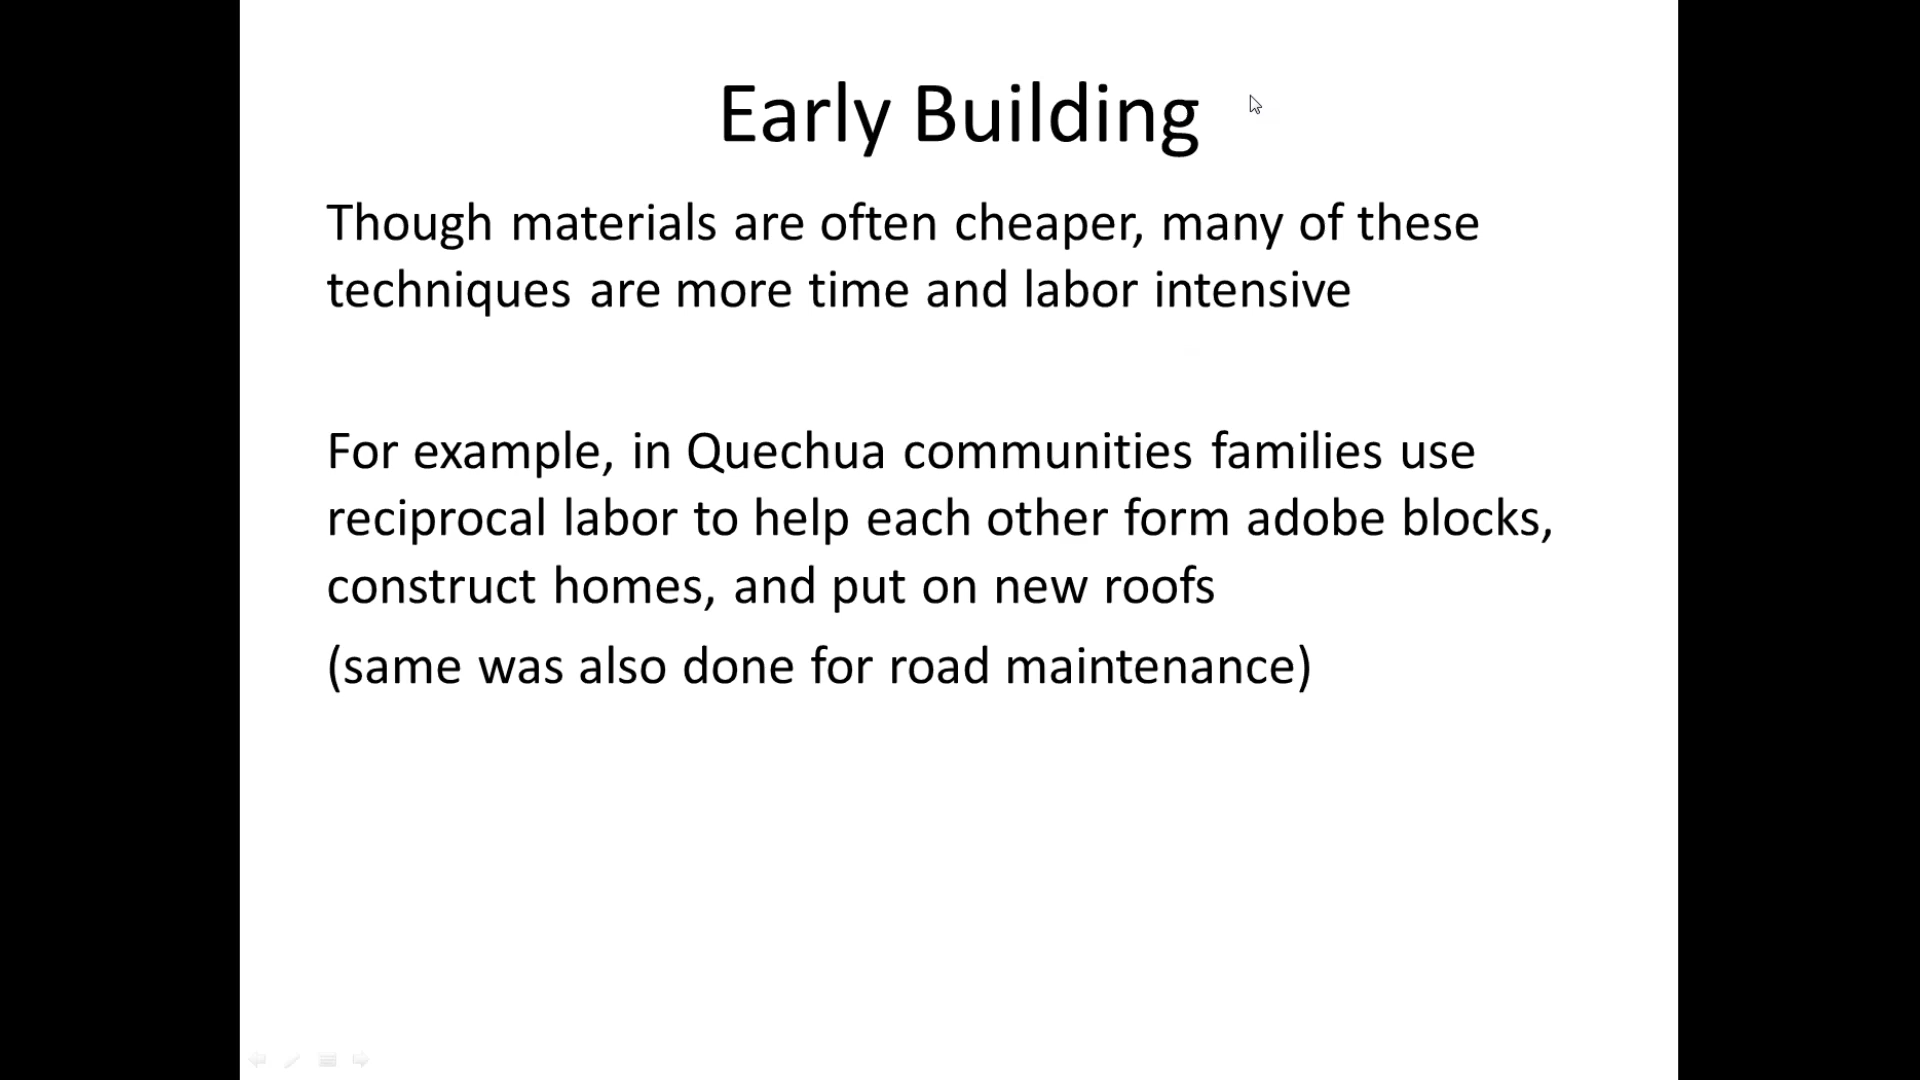 Early Building
Though materials are often cheaper, many of these
techniques are more time and labor intensive
For example, in Quechua communities families use
reciprocal labor to help each other form adobe blocks,
construct homes, and put on new roofs
(same was also done for road maintenance)